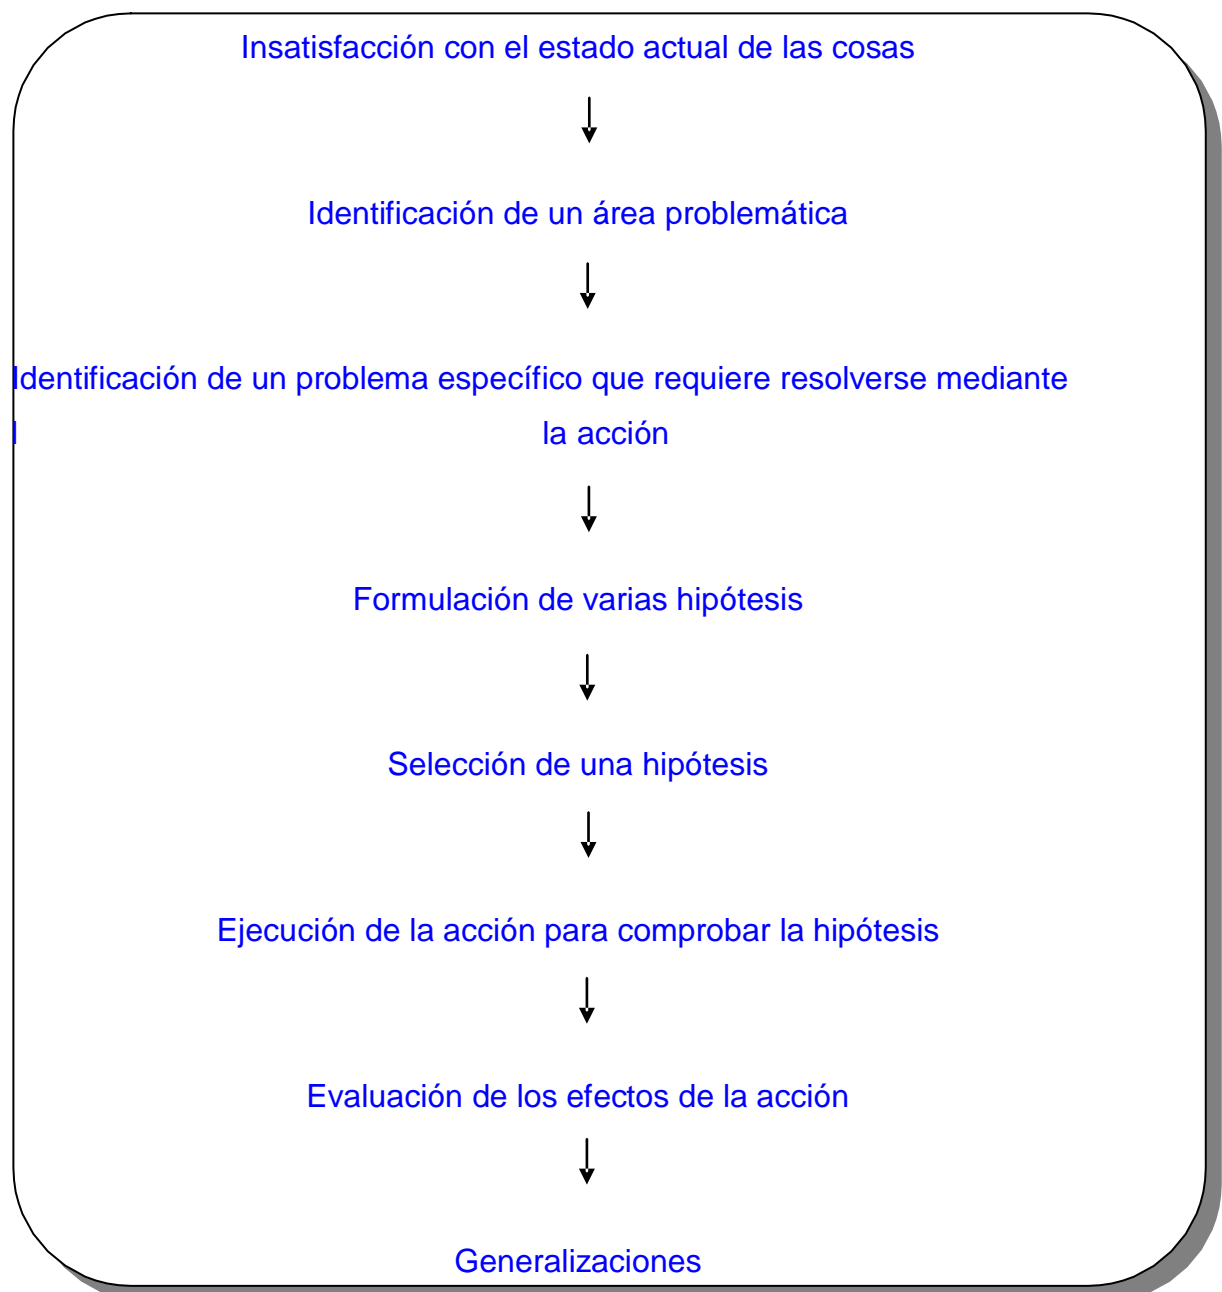 Insatisfacción con el estado actual de las cosas
Identificación de un área problemática
Identificación de un problema específico que requiere resolverse mediante
l la acción
Formulación de varias hipótesis
Selección de una hipótesis
Ejecución de la acción para comprobar la hipótesis
Evaluación de los efectos de la acción
Generalizaciones